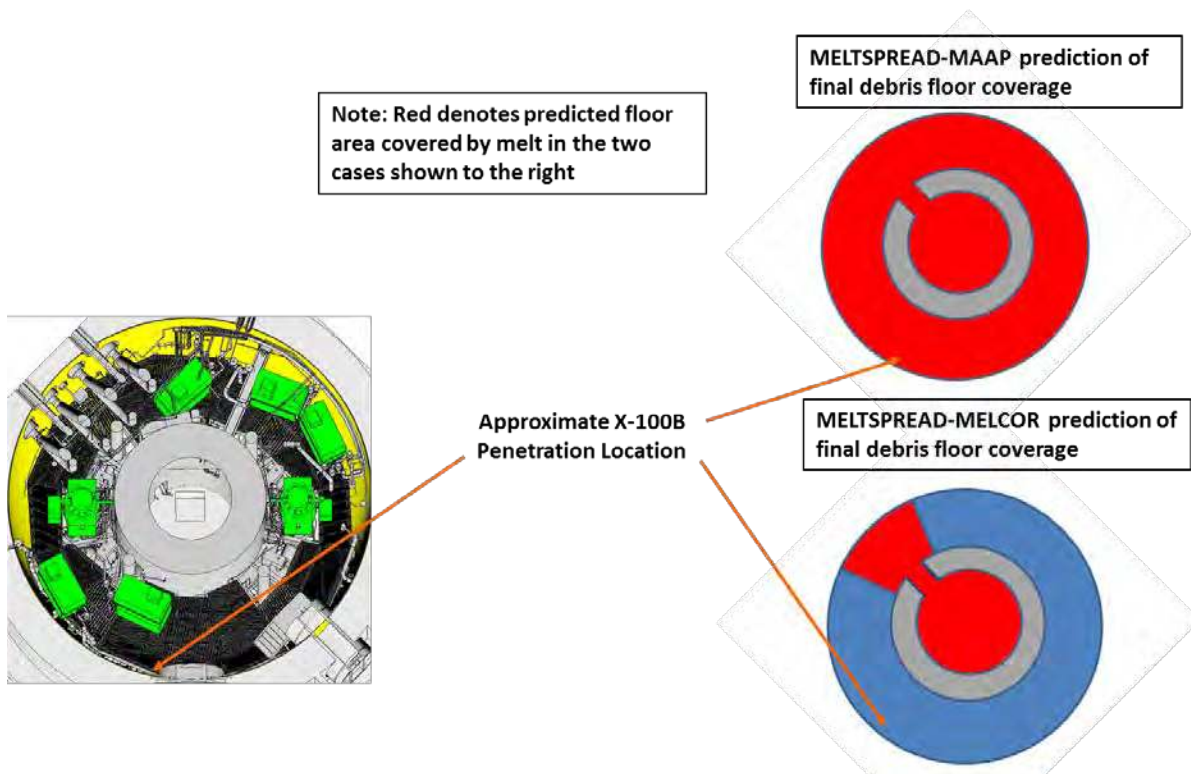 MELTSPREAD-MAAP prediction of
final debris floor coverage
Note: Red denotes predicted floor
area covered by melt in the two
cases shown to the right
Approximate X-100B
Penetration Location
MELTSPREAD-MELCOR prediction of
final debris floor coverage